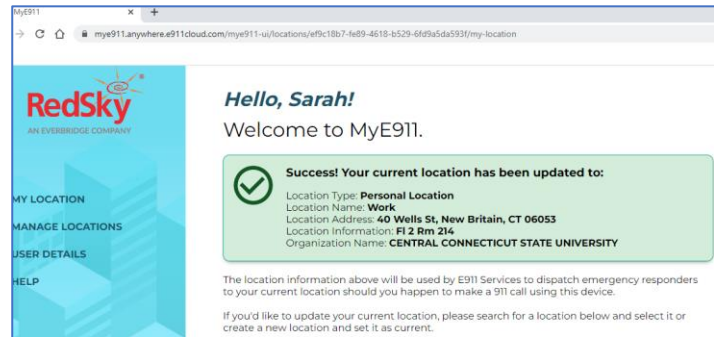 MyE911
mye911.anywhere.e911cloud.com/mye911-ui/locations/ef9c18b7-fe89-4618-b529-6fd9a5da593f/my-location
RedSky
AN EVERBRIDGE COMPANY
MY LOCATION
MANAGE LOCATIONS
USER DETAILS
HELP
Hello, Sarah!
Welcome to MyE911.
Success! Your current location has been updated to:
Location Type: Personal Location
Location Name: Work
Location Address: 40 Wells St, New Britain, CT 06053
Location Information: Fl 2 Rm 214
Organization Name: CENTRAL CONNECTICUT STATE UNIVERSITY
The location information above will be used by E911 Services to dispatch emergency responders
to your current location should you happen to make a 911 call using this device.
If you'd like to update your current location, please search for a location below and select it or
create a new location and set it as current.